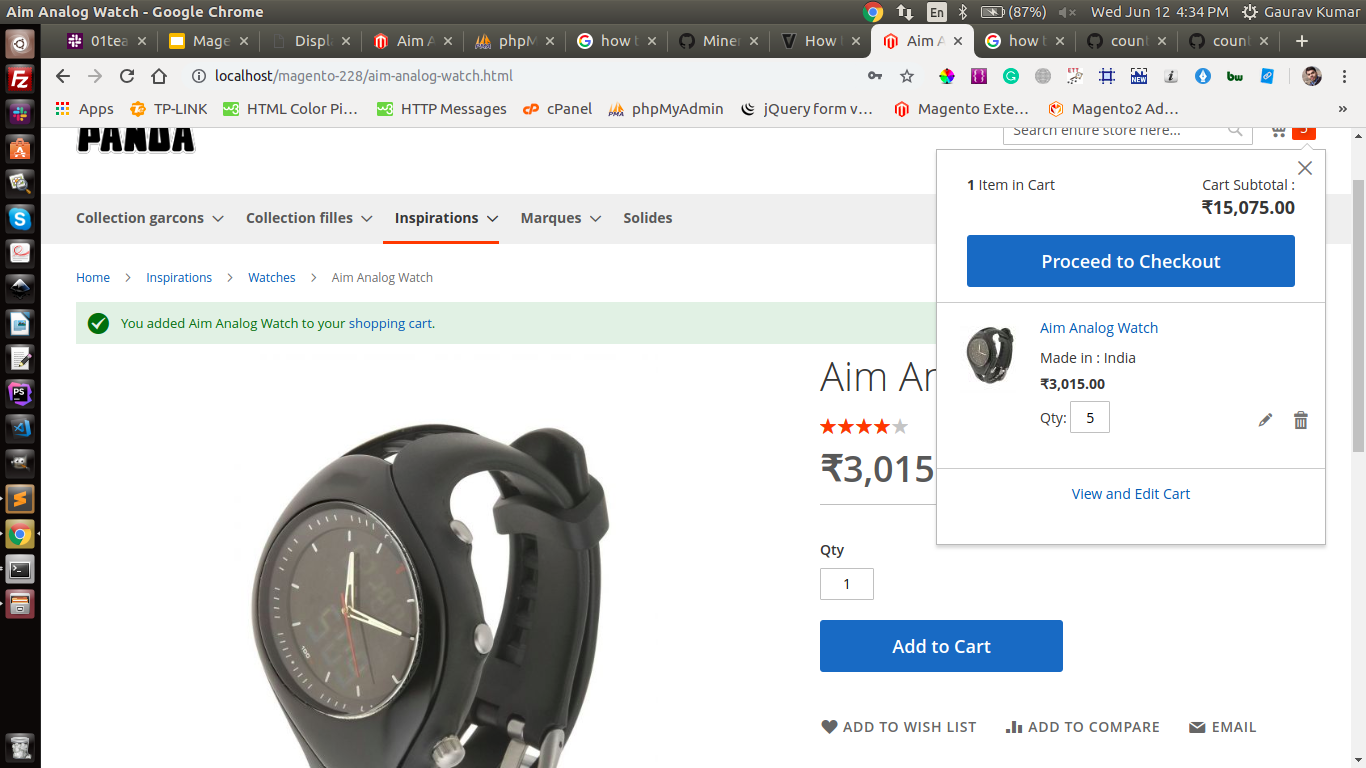 Aim Analog Watch - Google Chrome
En (87%) Wed Jun 12 4:34 PM Gaurav Kumar
01tea Mage Displ Aim A phpM how t Miner How t Aim A how t count count
localhost/magento-228/aim-analog-watch.html
Apps TP-LINK HTML Color Pi... HTTP Messages cPanel phpMyAdmin jQuery form v... Magento Exte... Magento2 Ad... »
PANDA
Search entire store here...
5
1 Item in Cart
Cart Subtotal :
₹15,075.00
Proceed to Checkout
Collection garcons Collection filles Inspirations Marques Solides
Home Inspirations Watches Aim Analog Watch
You added Aim Analog Watch to your shopping cart.
Aim Analog Watch
Made in : India
₹3,015.00
Qty: 5
View and Edit Cart
Aim Ar
₹3,015
Qty
1
Add to Cart
ADD TO WISH LIST ADD TO COMPARE EMAIL